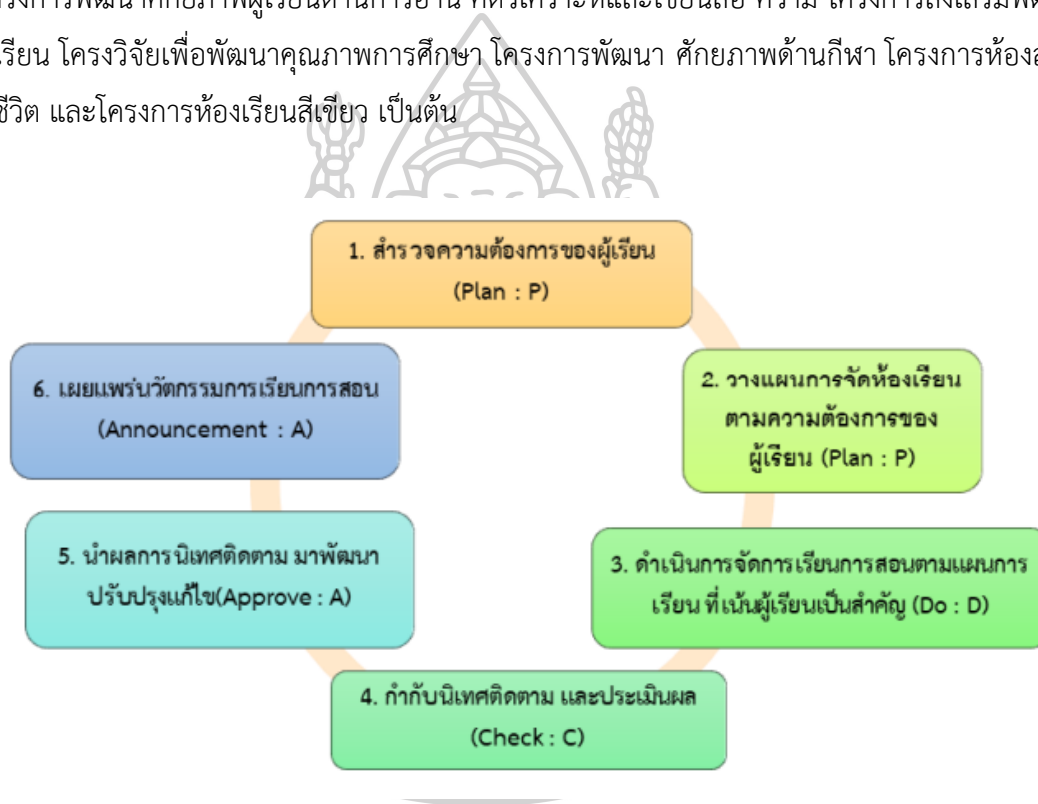 โครงการพัฒนาศักยภาพผู้เรียนด้านการอ่าน คิดวิเคราะห์และเขียนสื่อ ความ โครงการส่งเสริม
เรียน โครงวิจัยเพื่อพัฒนาคุณภาพการศึกษา โครงการพัฒนา ศักยภาพด้านกีฬา โครงการห้อง
ชีวิต และโครงการห้องเรียนสีเขียว เป็นต้น
1. สำรวจความต้องการของผู้เรียน
(Plan : P)
2. วางแผนการจัดห้องเรียน
ตามความต้องการของ
ผู้เรียน (Plan : P)
3. ดำเนินการจัดการเรียนการสอนตามแผนการ
เรียน ที่เน้นผู้เรียนเป็นสำคัญ (Do : D)
4. กำกับนิเทศติดตาม และประเมินผล
(Check : C)
5. นำผลการนิเทศติดตาม มาพัฒนา
ปรับปรุงแก้ไข(Approve : A)
6. เผยแพร่นวัตกรรมการเรียนการสอน
(Announcement : A)